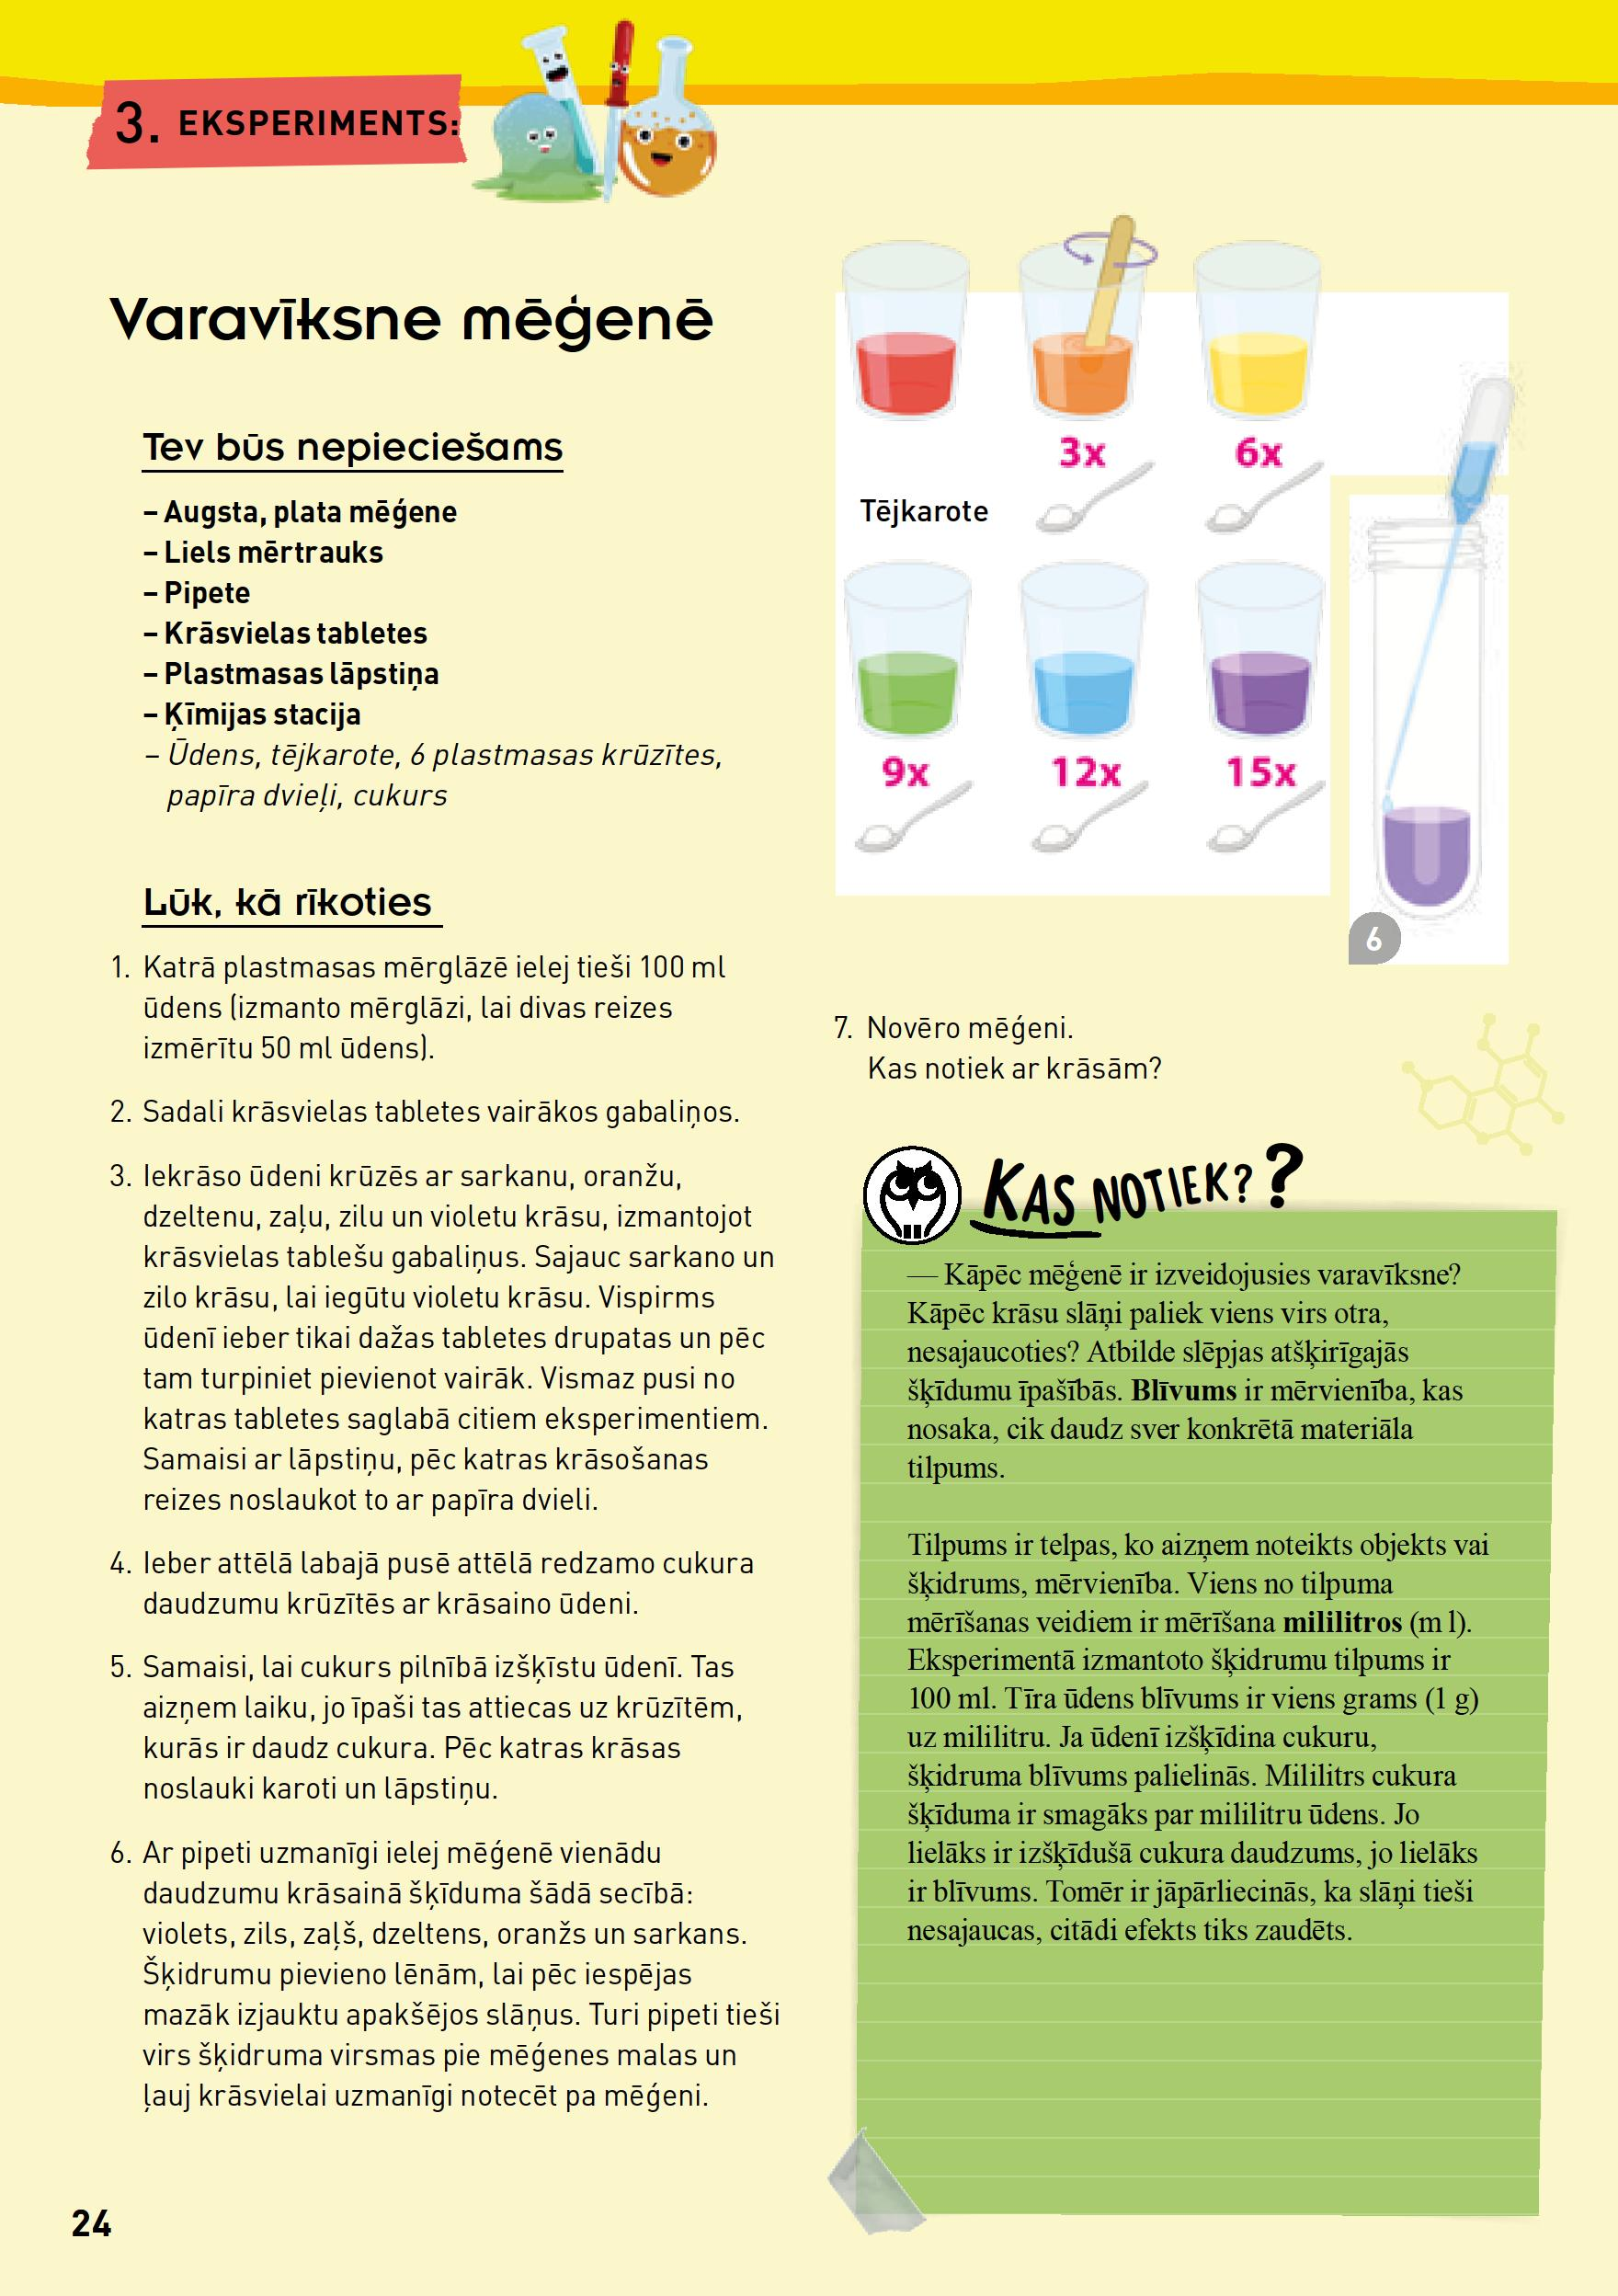 3. EKSPERIMENTS:
Varavīksne mēģenē
Tev būs nepieciešams
– Augsta, plata mēģene
– Liels mērtrauks
– Pipete
– Krāsvielas tabletes
– Plastmasas lāpstiņa
– Ķīmijas stacija
– Ūdens, tējkarote, 6 plastmasas krūzītes,
papīra dvieļi, cukurs
Lūk, kā rīkoties
1. Katrā plastmasas mērglāzē ielej tieši 100 ml
ūdens (izmanto mērglāzi, lai divas reizes
izmērītu 50 ml ūdens).
2. Sadali krāsvielas tabletes vairākos gabaliņos.
3. Iekrāso ūdeni krūzēs ar sarkanu, oranžu,
dzeltenu, zaļu, zilu un violetu krāsu, izmantojot
krāsvielas tablešu gabaliņus. Sajauc sarkano un
zilo krāsu, lai iegūtu violetu krāsu. Vispirms
ūdenī ieber tikai dažas tabletes drupatas un pēc
tam turpiniet pievienot vairāk. Vismaz pusi no
katras tabletes saglabā citiem eksperimentiem.
Samaisi ar lāpstiņu, pēc katras krāsošanas
reizes noslaukot to ar papīra dvieli.
4. Ieber attēlā labajā pusē attēlā redzamo cukura
daudzumu krūzītēs ar krāsaino ūdeni.
5. Samaisi, lai cukurs pilnībā izšķīstu ūdenī. Tas
aizņem laiku, jo īpaši tas attiecas uz krūzītēm,
kurās ir daudz cukura. Pēc katras krāsas
noslauki karoti un lāpstiņu.
6. Ar pipeti uzmanīgi ielej mēģenē vienādu
daudzumu krāsainā šķīduma šādā secībā:
violets, zils, zaļš, dzeltens, oranžs un sarkans.
Šķidrumu pievieno lēnām, lai pēc iespējas
mazāk izjauktu apakšējos slāņus. Turi pipeti tieši
virs šķidruma virsmas pie mēģenes malas un
ļauj krāsvielai uzmanīgi notecēt pa mēģeni.
3x 6x
Tējkarote
9x 12x 15x
6
7. Novēro mēģeni.
Kas notiek ar krāsām?
KAS NOTIEK? ?
— Kāpēc mēģenē ir izveidojusies varavīksne?
Kāpēc krāsu slāņi paliek viens virs otra,
nesajaucoties? Atbilde slēpjas atšķirīgajās
šķīdumu īpašībās. Blīvums ir mērvienība, kas
nosaka, cik daudz sver konkrētā materiāla
tilpums.
Tilpums ir telpas, ko aizņem noteikts objekts vai
šķidrums, mērvienība. Viens no tilpuma
mērīšanas veidiem ir mērīšana mililitros (m l).
Eksperimentā izmantoto šķidrumu tilpums ir
100 ml. Tīra ūdens blīvums ir viens grams (1 g)
uz mililitru. Ja ūdenī izšķīdina cukuru,
šķidruma blīvums palielinās. Mililitrs cukura
šķīduma ir smagāks par mililitru ūdens. Jo
lielāks ir izšķīdušā cukura daudzums, jo lielāks
ir blīvums. Tomēr ir jāpārliecinās, ka slāņi tieši
nesajaucas, citādi efekts tiks zaudēts.
24